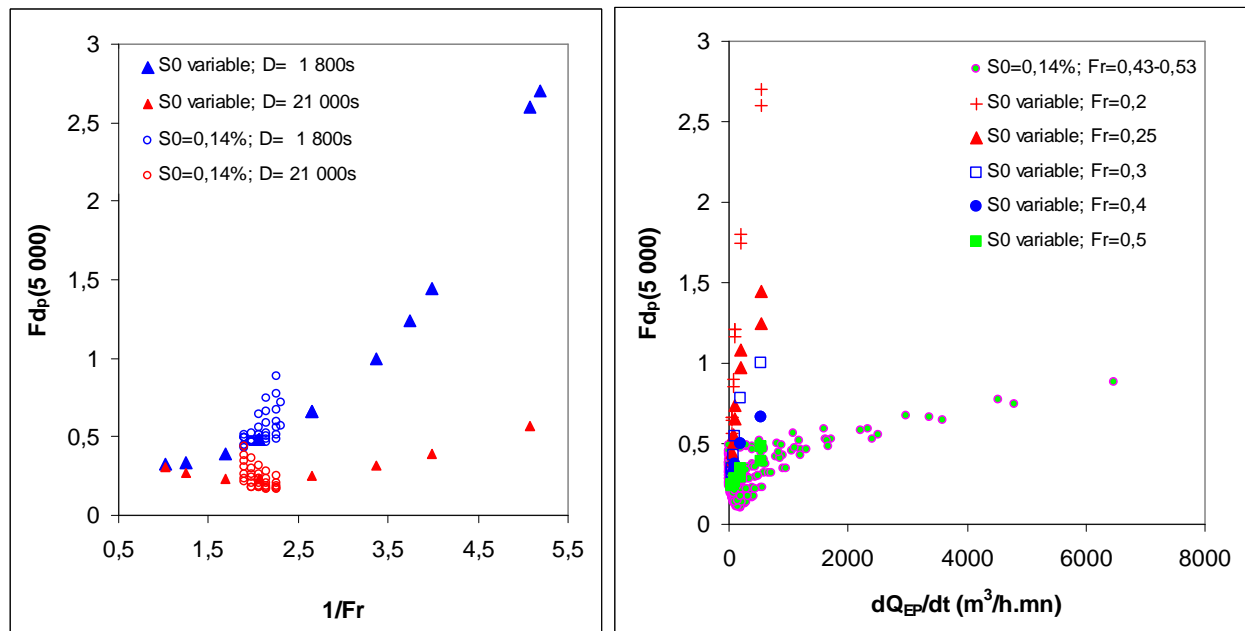 3
2,5
2
1,5
1
0,5
0
Fdp(5 000)
S0 variable; D= 1 800s
S0 variable; D= 21 000s
S0=0,14%; D= 1 800s
S0=0,14%; D= 21 000s
0,5 1,5 2,5 3,5 4,5 5,5
1/Fr
3
2,5
2
1,5
1
0,5
0
Fdp(5 000)
S0=0,14%; Fr=0,43-0,53
S0 variable; Fr=0,2
S0 variable; Fr=0,25
S0 variable; Fr=0,3
S0 variable; Fr=0,4
S0 variable; Fr=0,5
0 2000 4000 6000 8000
dQEP/dt (m³/h.mn)